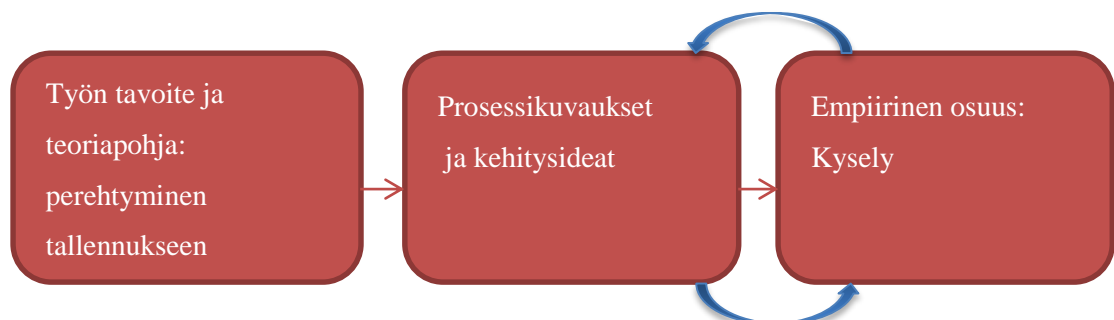 Työn tavoite ja
teoriapohja:
perehtyminen
tallennukseen
Prosessikuvaukset
ja kehitysideat
Empiirinen osuus:
Kysely